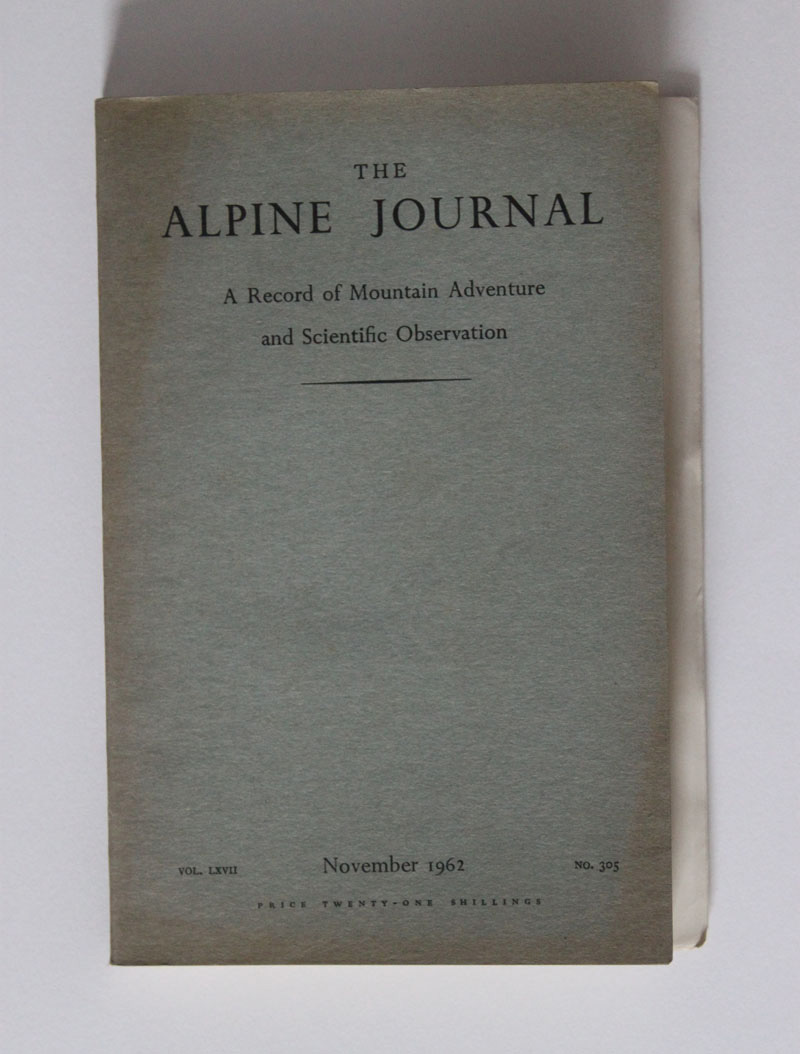 THE
ALPINE JOURNAL
A Record of Mountain Adventure
and Scientific Observation
VOL. LXVII November 1962 NO. 305
PRICE TWENTY-ONE SHILLINGS